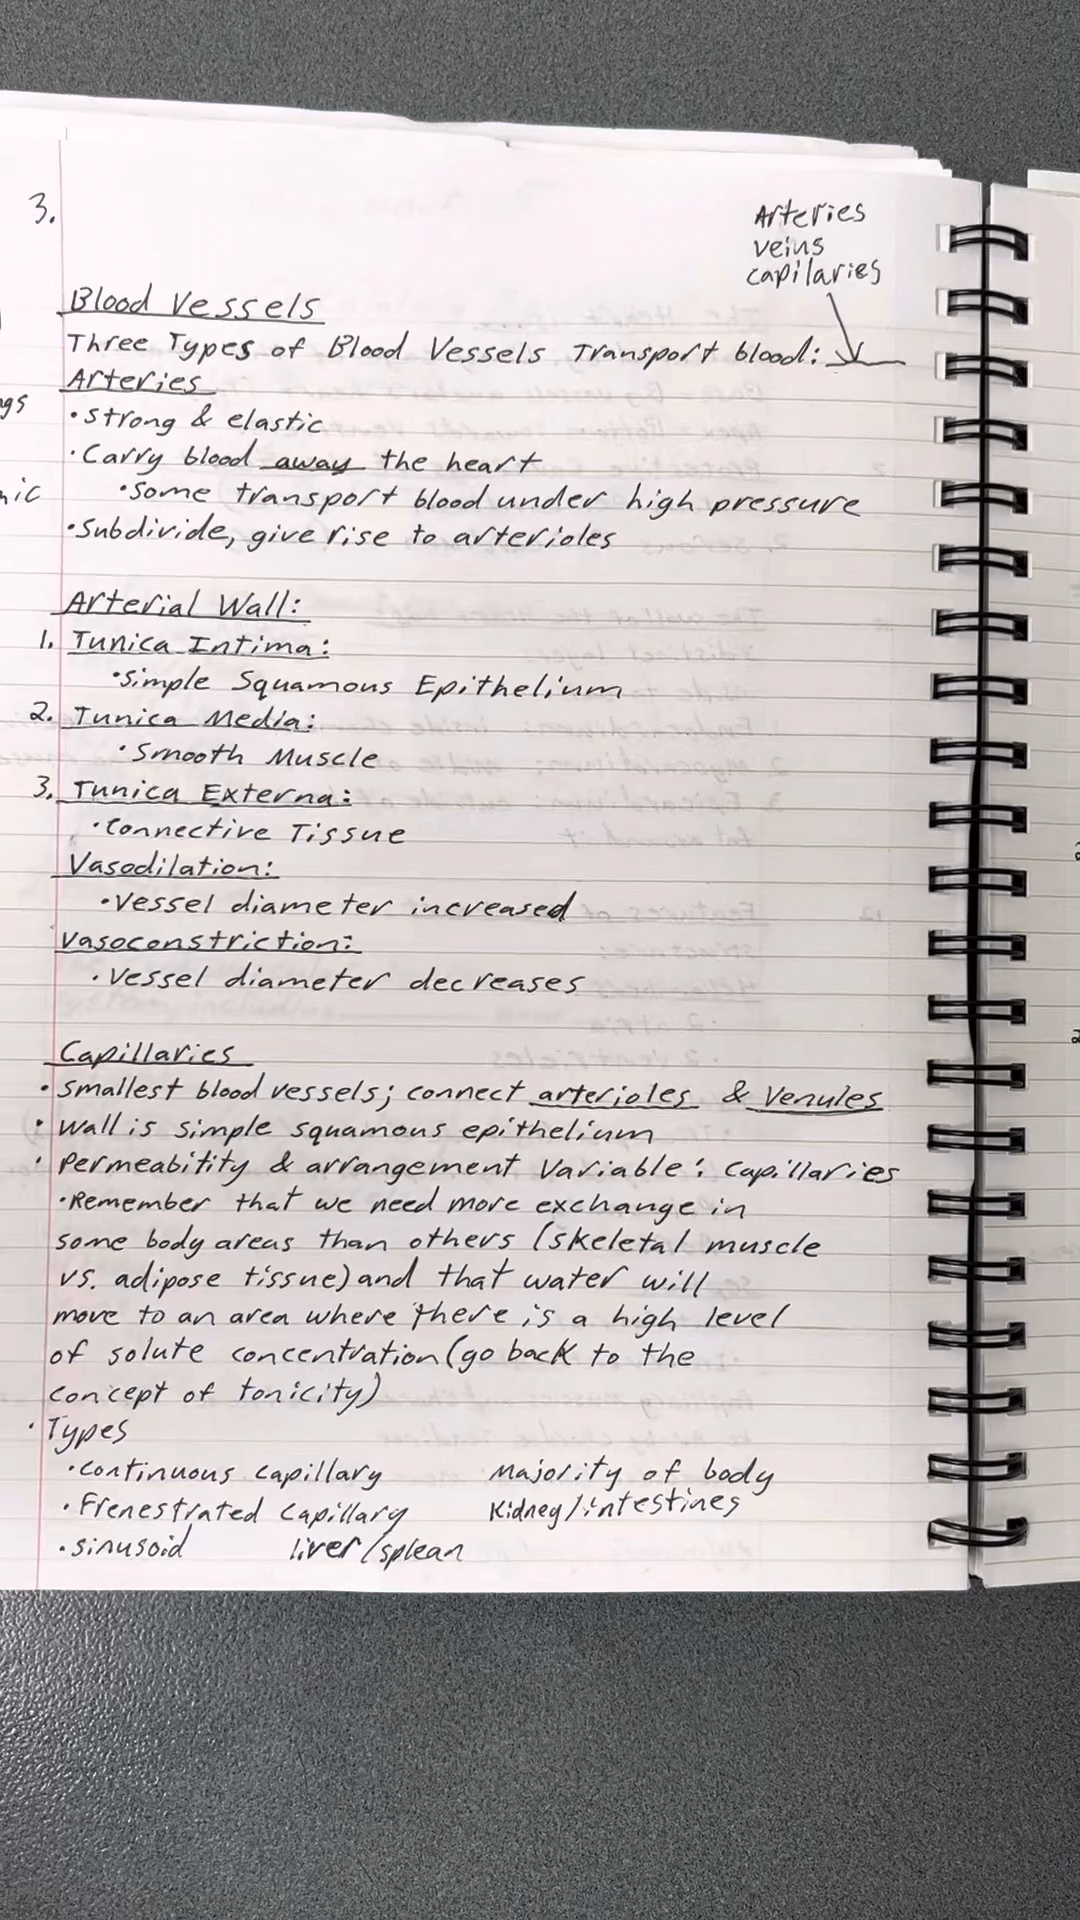 3.
Arteries
veins
capilaries
Blood Vessels
Three Types of Blood Vessels Transport blood:
Arteries
• Strong & elastic
• Carry blood away the heart
• Some transport blood under high pressure
• Subdivide, give rise to arterioles
Arterial Wall:
1. Tunica Intima:
• Simple Squamous Epithelium
2. Tunica Media:
• Smooth Muscle
3. Tunica Externa:
• Connective Tissue
Vasodilation:
• Vessel diameter increased
Vasoconstriction:
• Vessel diameter decreases
Capillaries
• Smallest blood vessels; connect arterioles & Venules
• Wall is simple squamous epithelium
• Permeabitity & arrangement Variable: Capillaries
• Remember that we need more exchange in
some body areas than others (skeletal muscle
vs. adipose tissue) and that water will
move to an area where there is a high level
of solute concentration (go back to the
concept of tonicity)
• Types
• Continuous Capillary Majority of body
• Frenestrated Capillary Kidney/intestines
• sinusoid liver/splean